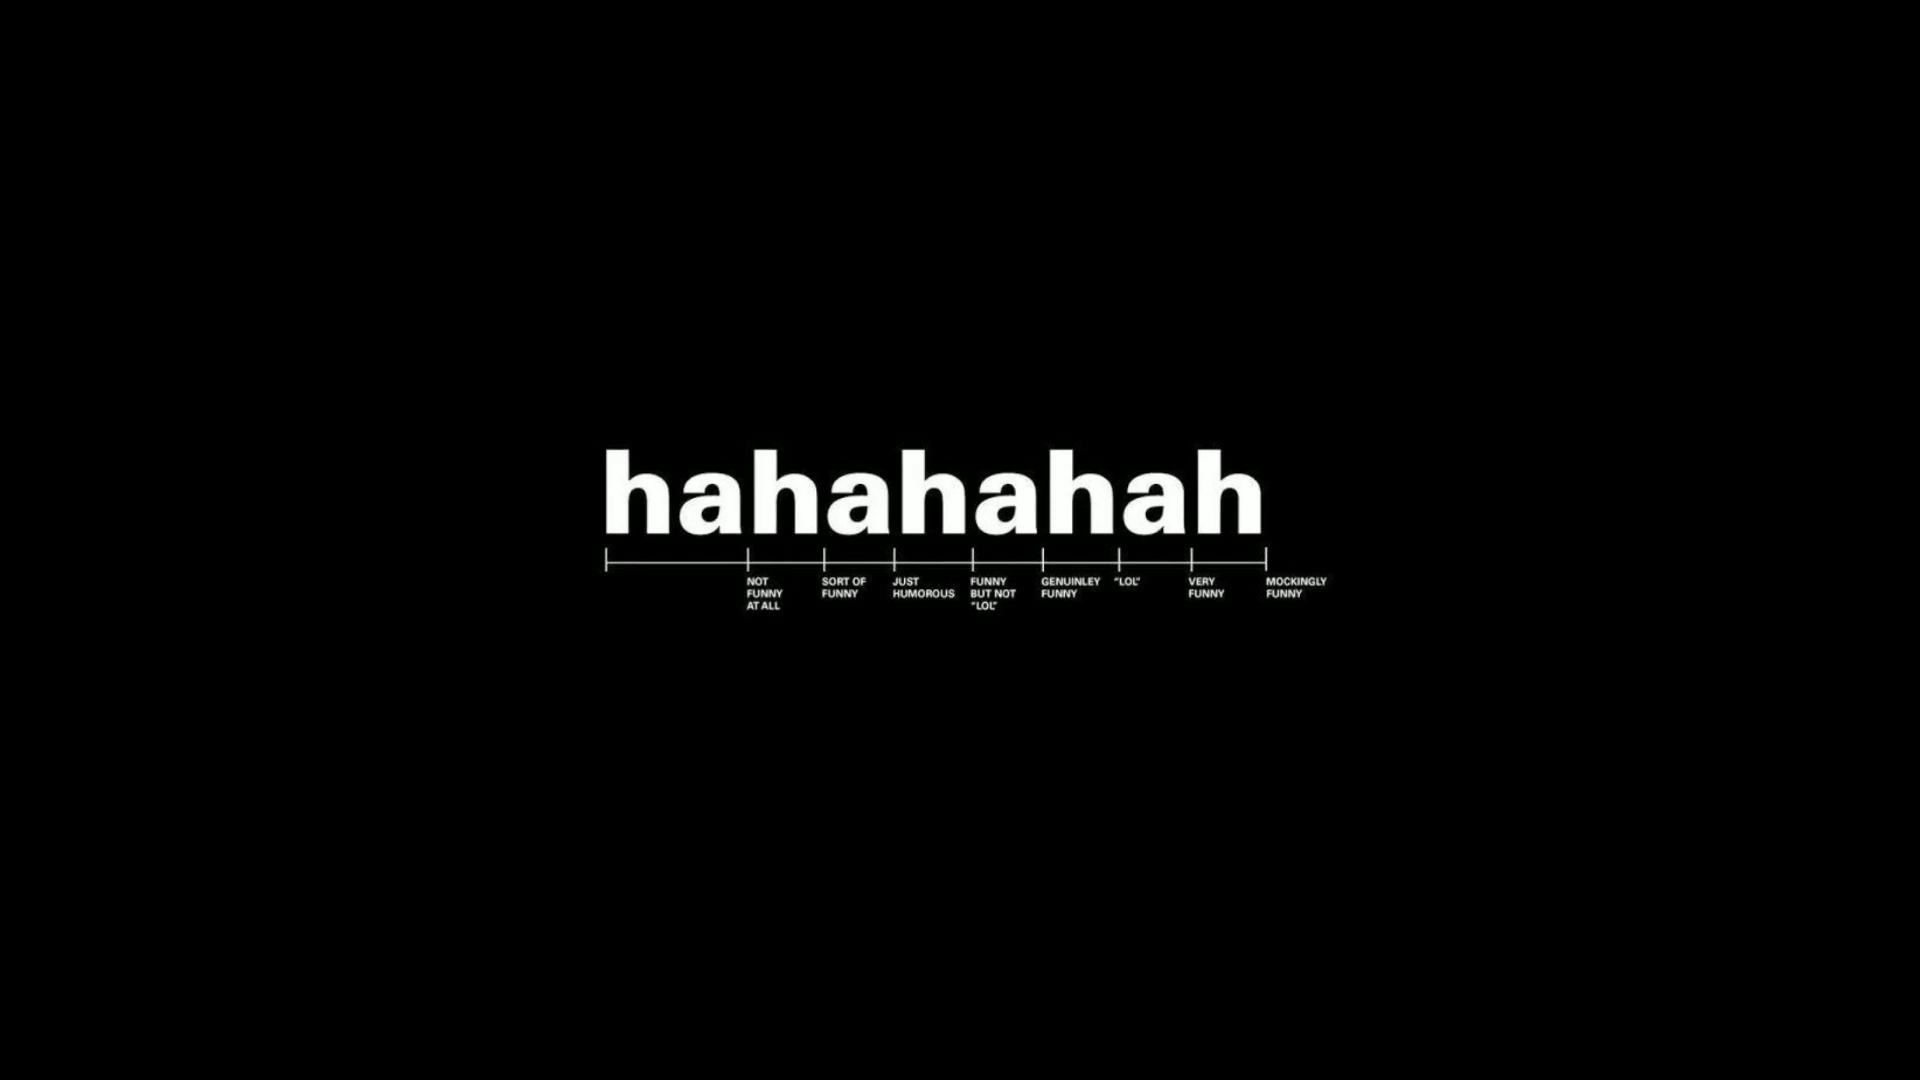 hahahahah
NOT
FUNNY
AT ALL
SORT OF
FUNNY
JUST
HUMOROUS
FUNNY
BUT NOT
"LOL"
GENUINLEY
FUNNY
"LOL"
VERY
FUNNY
MOCKINGLY
FUNNY